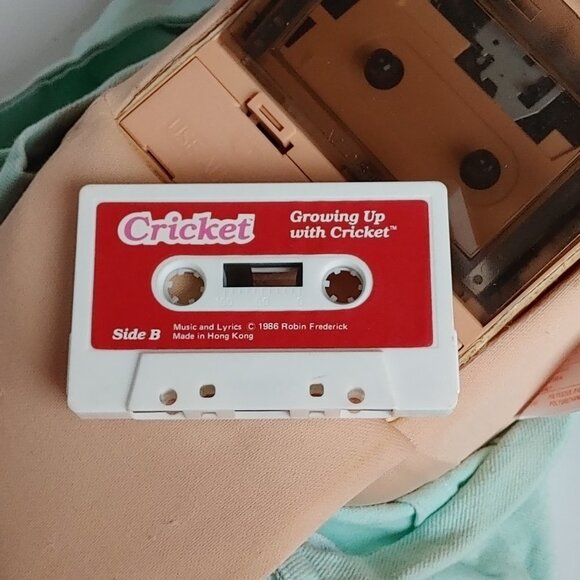 Cricket
Growing Up
with Cricket™
Side B
Music and Lyrics © 1986 Robin Frederick
Made in Hong Kong